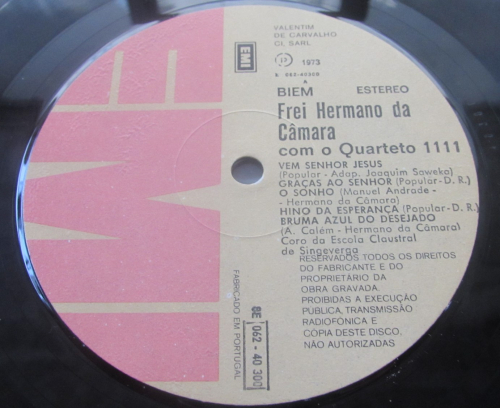 EMI
VALENTIM
DE CARVALHO
CI, SARL
P 1973
A
BIEM ESTEREO
Frei Hermano da
Câmara
com o Quarteto 1111
VEM SENHOR JESUS
(Popular - Adap. Joaquim Saweka)
GRAÇAS AO SENHOR (Popular-D. R.)
O SONHO (Manuel Andrade -
- Hermano da Câmara)
HINO DA ESPERANÇA (Popular-D. R.)
BRUMA AZUL DO DESEJADO
(A. Calém - Hermano da Câmara)
Coro da Escola Claustral
de Singeverga
RESERVADOS TODOS OS DIREITOS
DO FABRICANTE E DO
PROPRIETÁRIO DA
OBRA GRAVADA.
PROIBIDAS A EXECUÇÃO
PUBLICA, TRANSMISSÃO
RADIOFÓNICA E
CÓPIA DESTE DISCO,
NÃO AUTORIZADAS
8E 062 - 40 300
FABRICADO EM PORTUGAL
EMI